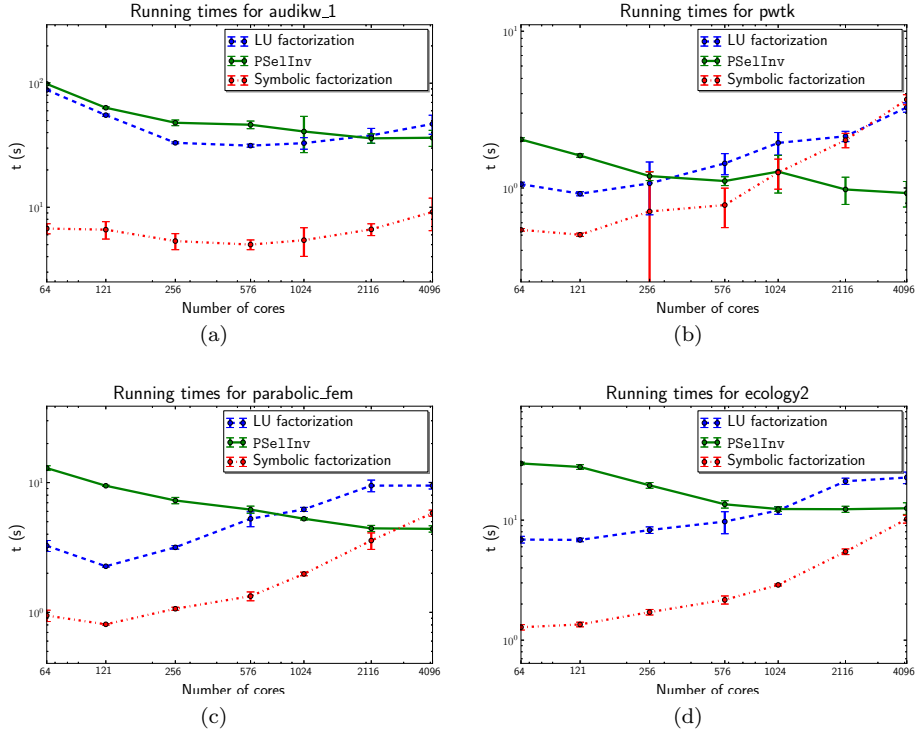 Running times for audikw_1
LU factorization
PSelInv
Symbolic factorization
10^2
10^1
t (s)
64 121 256 576 1024 2116 4096
Number of cores
(a)
Running times for pwtk
LU factorization
PSelInv
Symbolic factorization
10^1
10^0
t (s)
64 121 256 576 1024 2116 4096
Number of cores
(b)
Running times for parabolic_fem
LU factorization
PSelInv
Symbolic factorization
10^1
10^0
t (s)
64 121 256 576 1024 2116 4096
Number of cores
(c)
Running times for ecology2
LU factorization
PSelInv
Symbolic factorization
10^1
10^0
t (s)
64 121 256 576 1024 2116 4096
Number of cores
(d)